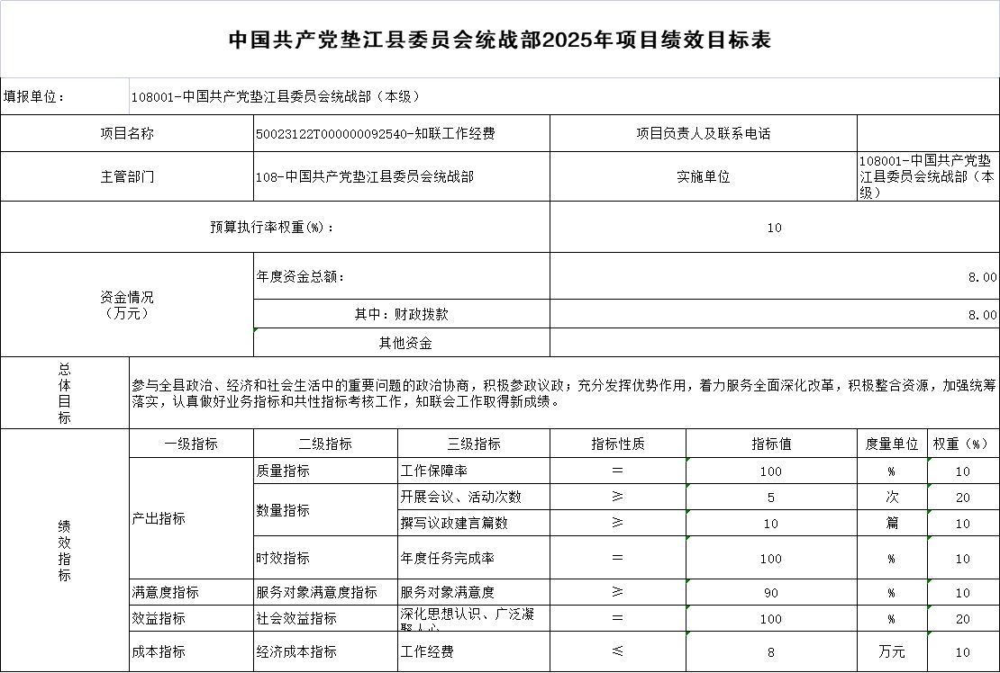 中国共产党垫江县委员会统战部2025年项目绩效目标表
填报单位：
108001-中国共产党垫江县委员会统战部（本级）
项目名称
50023122T000000092540-知联工作经费
项目负责人及联系电话
主管部门
108-中国共产党垫江县委员会统战部
实施单位
108001-中国共产党垫
江县委员会统战部（本
级）
预算执行率权重(%)：
10
资金情况
（万元）
年度资金总额：
8.00
其中：财政拨款
8.00
其他资金
总
体
目
标
参与全县政治、经济和社会生活中的重要问题的政治协商，积极参政议政；充分发挥优势作用，着力服务全面深化改革，积极整合资源，加强统筹
落实，认真做好业务指标和共性指标考核工作，知联会工作取得新成绩。
绩
效
指
标
一级指标
二级指标
三级指标
指标性质
指标值
度量单位
权重（%）
产出指标
质量指标
工作保障率
＝
100
%
10
数量指标
开展会议、活动次数
≥
5
次
20
撰写议政建言篇数
≥
10
篇
10
时效指标
年度任务完成率
＝
100
%
10
满意度指标
服务对象满意度指标
服务对象满意度
≥
90
%
10
效益指标
社会效益指标
深化思想认识、广泛凝
聚人心
＝
100
%
20
成本指标
经济成本指标
工作经费
≤
8
万元
10